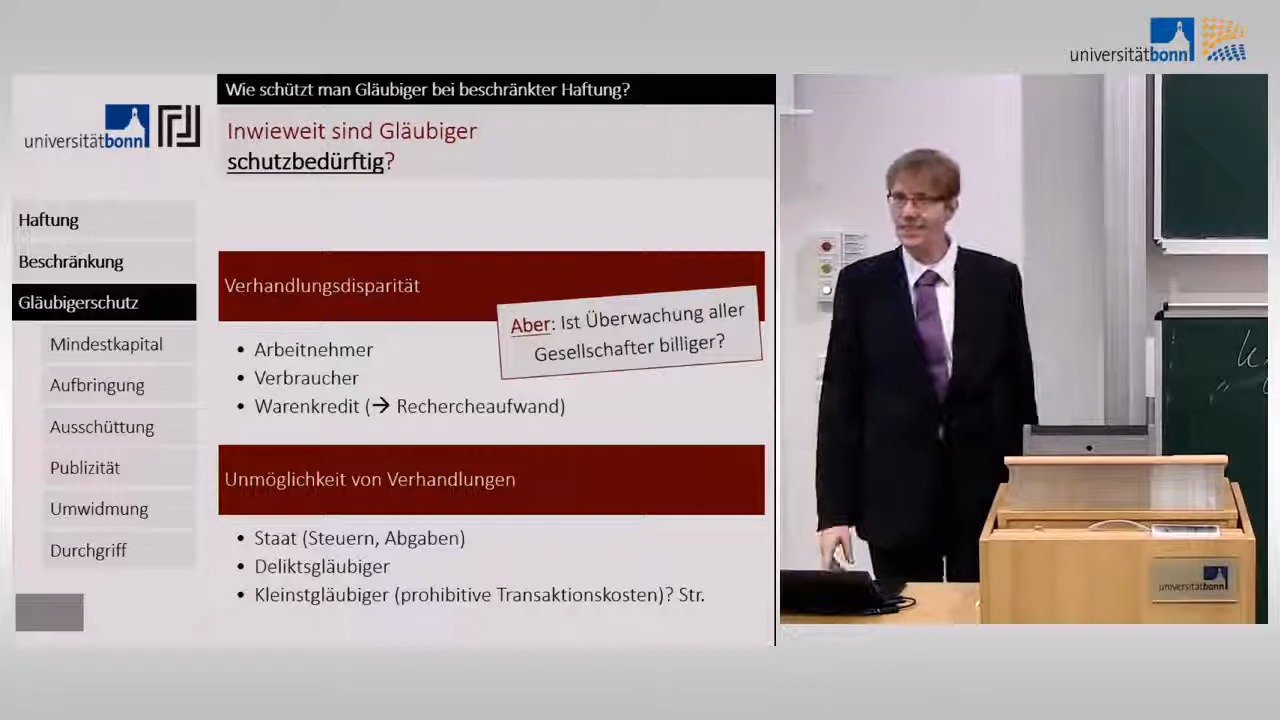 universitätbonn
Wie schützt man Gläubiger bei beschränkter Haftung?
universitätbonn
Inwieweit sind Gläubiger
schutzbedürftig?
Haftung
Beschränkung
Gläubigerschutz
Mindestkapital
Aufbringung
Ausschüttung
Publizität
Umwidmung
Durchgriff
Verhandlungsdisparität
Aber: Ist Überwachung aller
Gesellschafter billiger?
• Arbeitnehmer
• Verbraucher
• Warenkredit (→ Rechercheaufwand)
Unmöglichkeit von Verhandlungen
• Staat (Steuern, Abgaben)
• Deliktsgläubiger
• Kleinstgläubiger (prohibitive Transaktionskosten)? Str.
universitätbonn